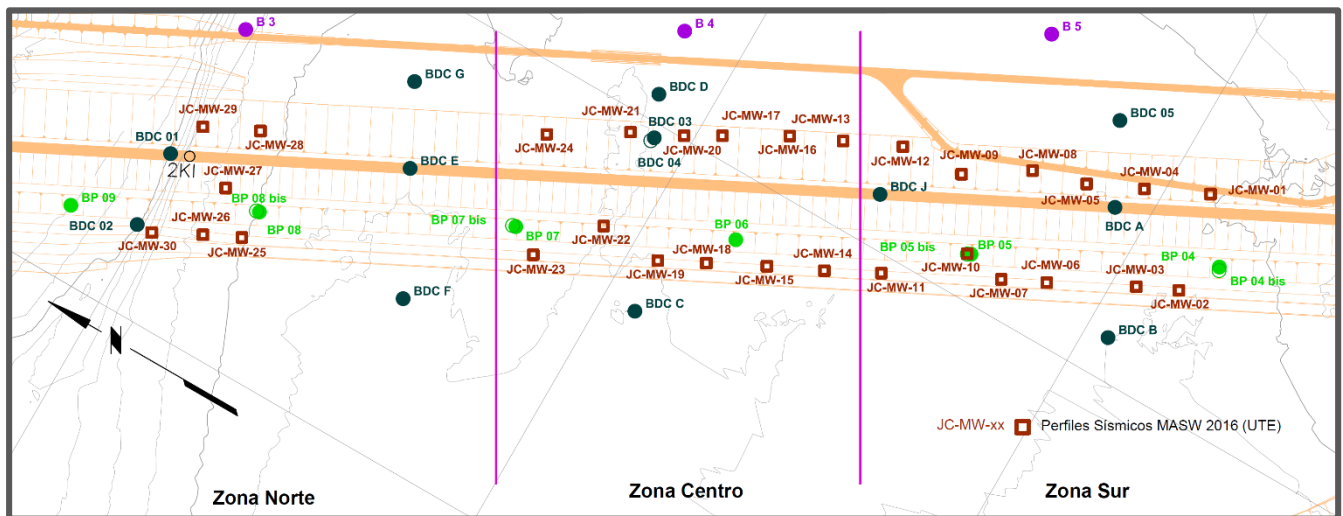 B 3
B 4
B 5
BDC G
BDC D
BDC 05
JC-MW-29
JC-MW-21
JC-MW-17
JC-MW-13
BDC 03
BDC 01
JC-MW-28
JC-MW-24
JC-MW-20
BDC 04
JC-MW-16
JC-MW-12
JC-MW-09
JC-MW-08
2KI
BDC E
JC-MW-27
JC-MW-04
JC-MW-01
JC-MW-05
BDC J
BP 09
BP 08 bis
BDC 02
JC-MW-26
BP 08
BP 07 bis
BP 07
JC-MW-22
BP 06
BDC A
JC-MW-30
JC-MW-25
JC-MW-23
JC-MW-18
JC-MW-19
JC-MW-15
JC-MW-14
BP 05 bis
BP 05
JC-MW-10
JC-MW-11
JC-MW-06
JC-MW-07
JC-MW-03
JC-MW-02
BP 04
BP 04 bis
BDC F
BDC C
BDC B
N
JC-MW-xx Perfiles Sísmicos MASW 2016 (UTE)
Zona Norte
Zona Centro
Zona Sur